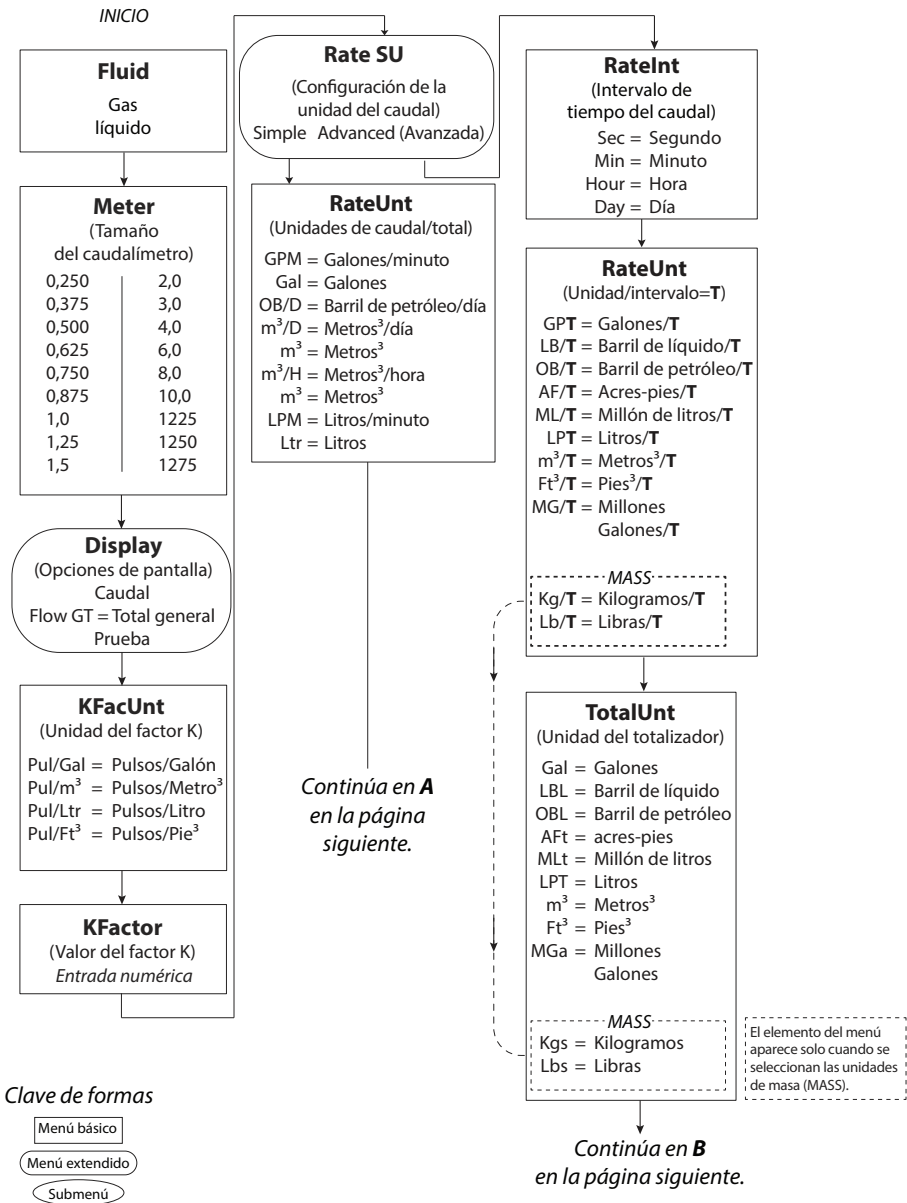 INICIO
Fluid
Gas
líquido
Meter
(Tamaño
del caudalímetro)
0,250 2,0
0,375 3,0
0,500 4,0
0,625 6,0
0,750 8,0
0,875 10,0
1,0 1225
1,25 1250
1,5 1275
Display
(Opciones de pantalla)
Caudal
Flow GT = Total general
Prueba
KFacUnt
(Unidad del factor K)
Pul/Gal = Pulsos/Galón
Pul/m³ = Pulsos/Metro³
Pul/Ltr = Pulsos/Litro
Pul/Ft³ = Pulsos/Pie³
KFactor
(Valor del factor K)
Entrada numérica
Rate SU
(Configuración de la
unidad del caudal)
Simple Advanced (Avanzada)
RateUnt
(Unidades de caudal/total)
GPM = Galones/minuto
Gal = Galones
OB/D = Barril de petróleo/día
m³/D = Metros³/día
m³ = Metros³
m³/H = Metros³/hora
m³ = Metros³
LPM = Litros/minuto
Ltr = Litros
Continúa en A
en la página
siguiente.
RateInt
(Intervalo de
tiempo del caudal)
Sec = Segundo
Min = Minuto
Hour = Hora
Day = Día
RateUnt
(Unidad/intervalo=T)
GPT = Galones/T
LB/T = Barril de líquido/T
OB/T = Barril de petróleo/T
AF/T = Acres-pies/T
ML/T = Millón de litros/T
LPT = Litros/T
m³/T = Metros³/T
Ft³/T = Pies³/T
MG/T = Millones
Galones/T
MASS
Kg/T = Kilogramos/T
Lb/T = Libras/T
TotalUnt
(Unidad del totalizador)
Gal = Galones
LBL = Barril de líquido
OBL = Barril de petróleo
AFt = acres-pies
MLt = Millón de litros
LPT = Litros
m³ = Metros³
Ft³ = Pies³
MGa = Millones
Galones
MASS
Kgs = Kilogramos
Lbs = Libras
El elemento del menú
aparece solo cuando se
seleccionan las unidades
de masa (MASS).
Continúa en B
en la página siguiente.
Clave de formas
Menú básico
Menú extendido
Submenú